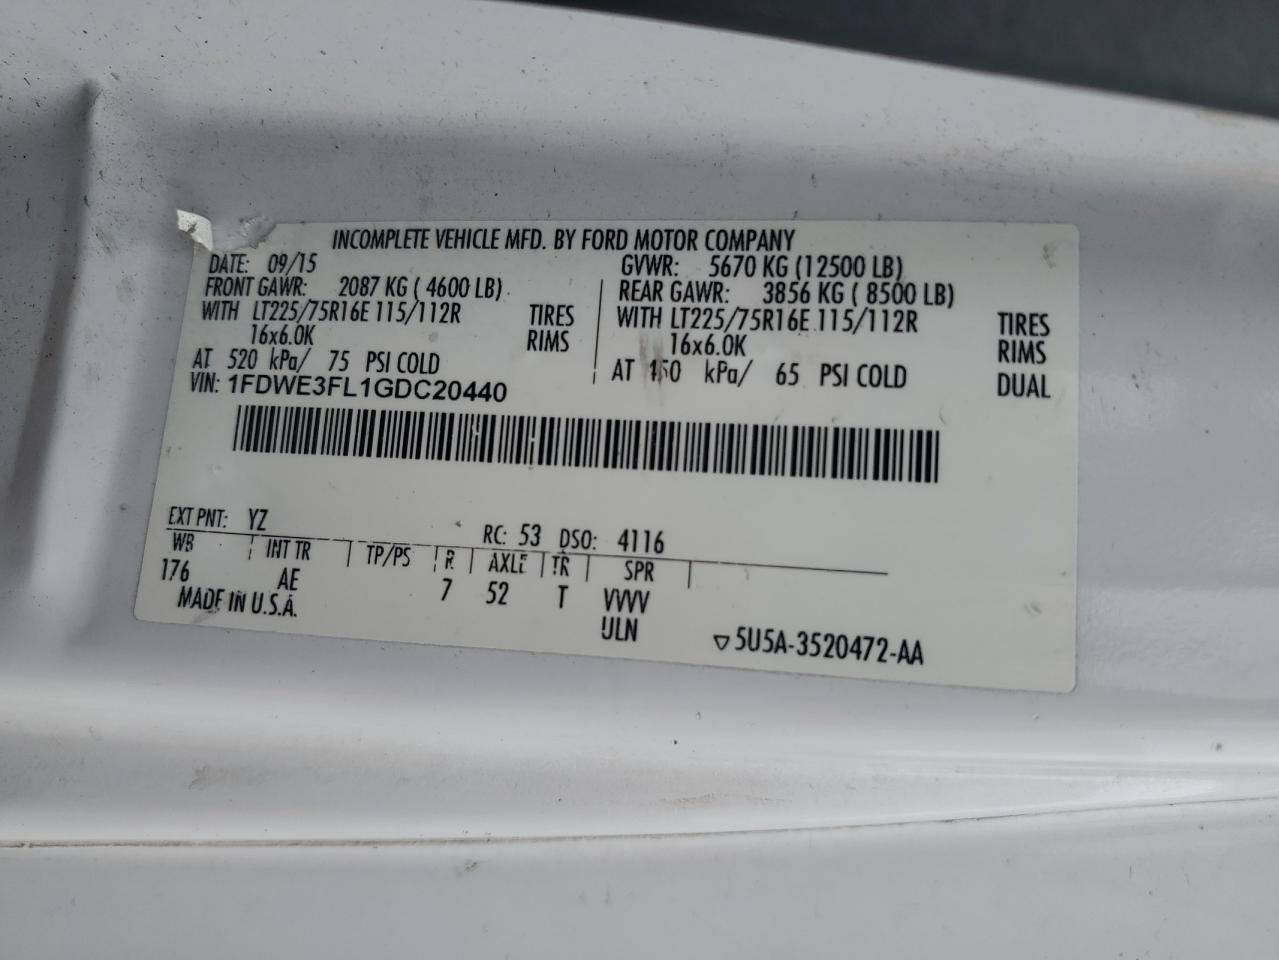 INCOMPLETE VEHICLE MFD. BY FORD MOTOR COMPANY
DATE: 09/15 GVWR: 5670 KG (12500 LB)
FRONT GAWR: 2087 KG ( 4600 LB) REAR GAWR: 3856 KG ( 8500 LB)
WITH LT225/75R16E 115/112R TIRES WITH LT225/75R16E 115/112R TIRES
16x6.0K RIMS 16x6.0K RIMS
AT 520 kPa/ 75 PSI COLD AT kPa/ 65 PSI COLD DUAL
VIN: 1FDWE3FL1GDC20440
EXT PNT: YZ RC: 53 DSO: 4116
WB INT TR TP/PS R AXLE TR SPR
176 AE 7 52 T VVVV
MADE IN U.S.A. ULN
▽5U5A-3520472-AA